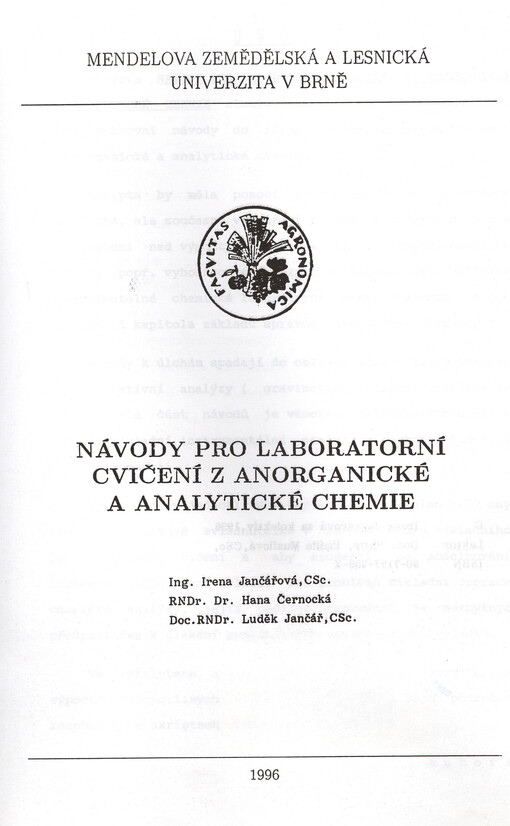 MENDELOVA ZEMĚDĚLSKÁ A LESNICKÁ
UNIVERZITA V BRNĚ
FACVLTAS AGRONOMICA
NÁVODY PRO LABORATORNÍ
CVIČENÍ Z ANORGANICKÉ
A ANALYTICKÉ CHEMIE
Ing. Irena Jančářová,CSc.
RNDr. Dr. Hana Černocká
Doc.RNDr. Luděk Jančář,CSc.
1996